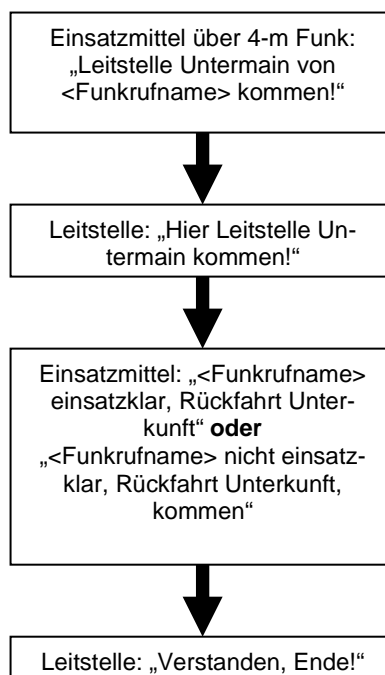 Einsatzmittel über 4-m Funk:
„Leitstelle Untermain von
<Funkrufname> kommen!“
Leitstelle: „Hier Leitstelle Un-
termain kommen!“
Einsatzmittel: „<Funkrufname>
einsatzklar, Rückfahrt Unter-
kunft“ oder
„<Funkrufname> nicht einsatz-
klar, Rückfahrt Unterkunft,
kommen“
Leitstelle: „Verstanden, Ende!“